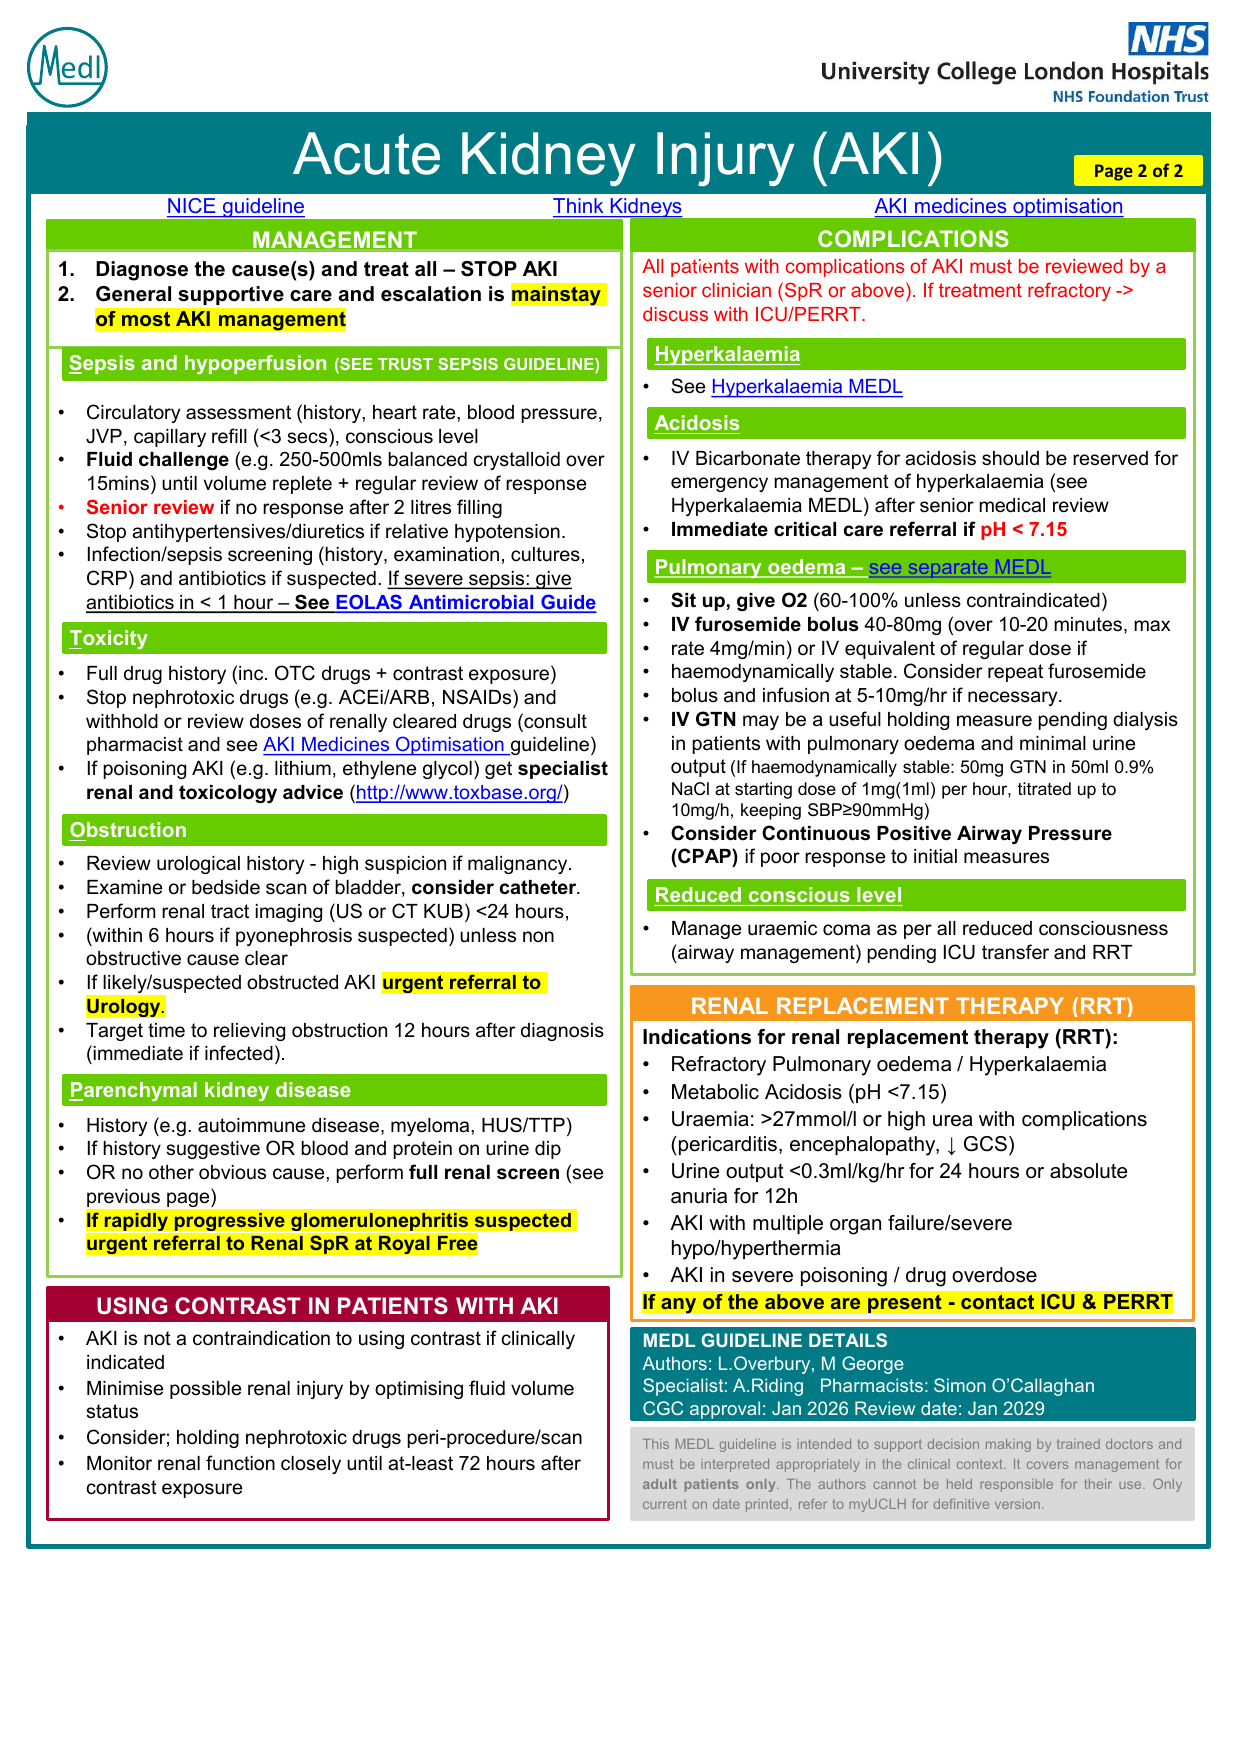 Medl
NHS
University College London Hospitals
NHS Foundation Trust
Acute Kidney Injury (AKI)
Page 2 of 2
NICE guideline
Think Kidneys
AKI medicines optimisation
MANAGEMENT
1. Diagnose the cause(s) and treat all – STOP AKI
2. General supportive care and escalation is mainstay
of most AKI management
Sepsis and hypoperfusion (SEE TRUST SEPSIS GUIDELINE)
• Circulatory assessment (history, heart rate, blood pressure,
JVP, capillary refill (<3 secs), conscious level
• Fluid challenge (e.g. 250-500mls balanced crystalloid over
15mins) until volume replete + regular review of response
• Senior review if no response after 2 litres filling
• Stop antihypertensives/diuretics if relative hypotension.
• Infection/sepsis screening (history, examination, cultures,
CRP) and antibiotics if suspected. If severe sepsis: give
antibiotics in < 1 hour – See EOLAS Antimicrobial Guide
Toxicity
• Full drug history (inc. OTC drugs + contrast exposure)
• Stop nephrotoxic drugs (e.g. ACEi/ARB, NSAIDs) and
withhold or review doses of renally cleared drugs (consult
pharmacist and see AKI Medicines Optimisation guideline)
• If poisoning AKI (e.g. lithium, ethylene glycol) get specialist
renal and toxicology advice (http://www.toxbase.org/)
Obstruction
• Review urological history - high suspicion if malignancy.
• Examine or bedside scan of bladder, consider catheter.
• Perform renal tract imaging (US or CT KUB) <24 hours,
• (within 6 hours if pyonephrosis suspected) unless non
obstructive cause clear
• If likely/suspected obstructed AKI urgent referral to
Urology.
• Target time to relieving obstruction 12 hours after diagnosis
(immediate if infected).
Parenchymal kidney disease
• History (e.g. autoimmune disease, myeloma, HUS/TTP)
• If history suggestive OR blood and protein on urine dip
• OR no other obvious cause, perform full renal screen (see
previous page)
• If rapidly progressive glomerulonephritis suspected
urgent referral to Renal SpR at Royal Free
USING CONTRAST IN PATIENTS WITH AKI
• AKI is not a contraindication to using contrast if clinically
indicated
• Minimise possible renal injury by optimising fluid volume
status
• Consider; holding nephrotoxic drugs peri-procedure/scan
• Monitor renal function closely until at-least 72 hours after
contrast exposure
COMPLICATIONS
All patients with complications of AKI must be reviewed by a
senior clinician (SpR or above). If treatment refractory ->
discuss with ICU/PERRT.
Hyperkalaemia
• See Hyperkalaemia MEDL
Acidosis
• IV Bicarbonate therapy for acidosis should be reserved for
emergency management of hyperkalaemia (see
Hyperkalaemia MEDL) after senior medical review
• Immediate critical care referral if pH < 7.15
Pulmonary oedema – see separate MEDL
• Sit up, give O2 (60-100% unless contraindicated)
• IV furosemide bolus 40-80mg (over 10-20 minutes, max
• rate 4mg/min) or IV equivalent of regular dose if
• haemodynamically stable. Consider repeat furosemide
• bolus and infusion at 5-10mg/hr if necessary.
• IV GTN may be a useful holding measure pending dialysis
in patients with pulmonary oedema and minimal urine
output (If haemodynamically stable: 50mg GTN in 50ml 0.9%
NaCl at starting dose of 1mg(1ml) per hour, titrated up to
10mg/h, keeping SBP≥90mmHg)
• Consider Continuous Positive Airway Pressure
(CPAP) if poor response to initial measures
Reduced conscious level
• Manage uraemic coma as per all reduced consciousness
(airway management) pending ICU transfer and RRT
RENAL REPLACEMENT THERAPY (RRT)
Indications for renal replacement therapy (RRT):
• Refractory Pulmonary oedema / Hyperkalaemia
• Metabolic Acidosis (pH <7.15)
• Uraemia: >27mmol/l or high urea with complications
(pericarditis, encephalopathy, ↓ GCS)
• Urine output <0.3ml/kg/hr for 24 hours or absolute
anuria for 12h
• AKI with multiple organ failure/severe
hypo/hyperthermia
• AKI in severe poisoning / drug overdose
If any of the above are present - contact ICU & PERRT
MEDL GUIDELINE DETAILS
Authors: L.Overbury, M George
Specialist: A.Riding Pharmacists: Simon O’Callaghan
CGC approval: Jan 2026 Review date: Jan 2029
This MEDL guideline is intended to support decision making by trained doctors and
must be interpreted appropriately in the clinical context. It covers management for
adult patients only. The authors cannot be held responsible for their use. Only
current on date printed, refer to myUCLH for definitive version.